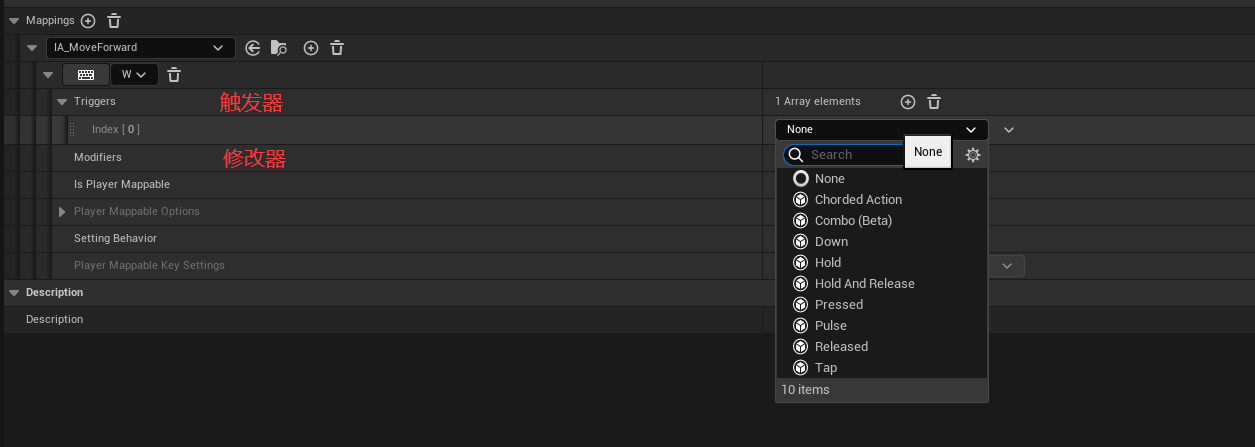 Mappings
IA_MoveForward
W
Triggers 触发器 1 Array elements
Index [ 0 ] None
Modifiers 修改器 Search None
Is Player Mappable None
Player Mappable Options Chorded Action
Combo (Beta)
Setting Behavior Down
Player Mappable Key Settings Hold
Hold And Release
Description Pressed
Description Pulse
Released
Tap
10 items